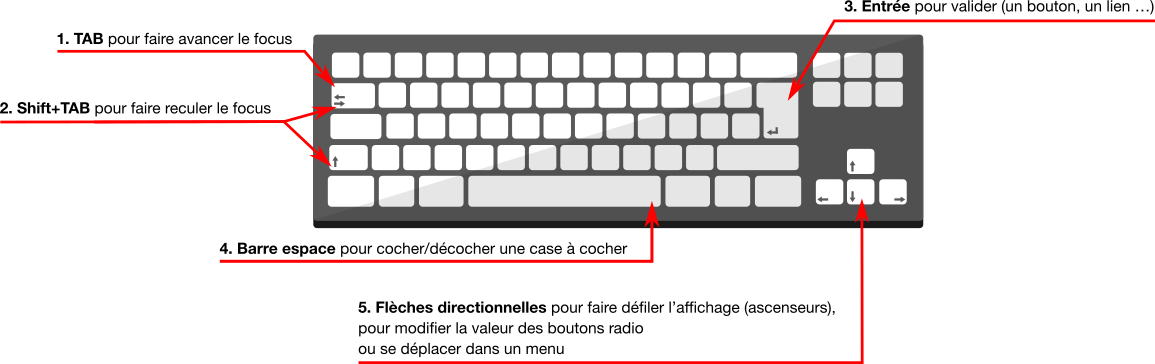 3. Entrée pour valider (un bouton, un lien …)
1. TAB pour faire avancer le focus
2. Shift+TAB pour faire reculer le focus
4. Barre espace pour cocher/décocher une case à cocher
5. Flèches directionnelles pour faire défiler l’affichage (ascenseurs),
pour modifier la valeur des boutons radio
ou se déplacer dans un menu